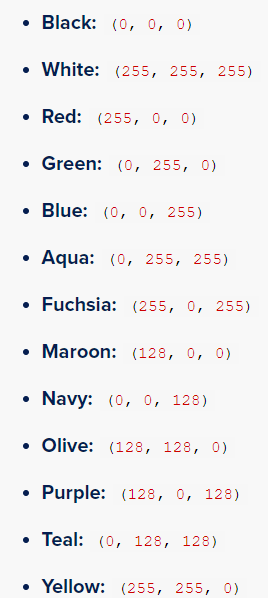 • Black: (0, 0, 0)
• White: (255, 255, 255)
• Red: (255, 0, 0)
• Green: (0, 255, 0)
• Blue: (0, 0, 255)
• Aqua: (0, 255, 255)
• Fuchsia: (255, 0, 255)
• Maroon: (128, 0, 0)
• Navy: (0, 0, 128)
• Olive: (128, 128, 0)
• Purple: (128, 0, 128)
• Teal: (0, 128, 128)
• Yellow: (255, 255, 0)